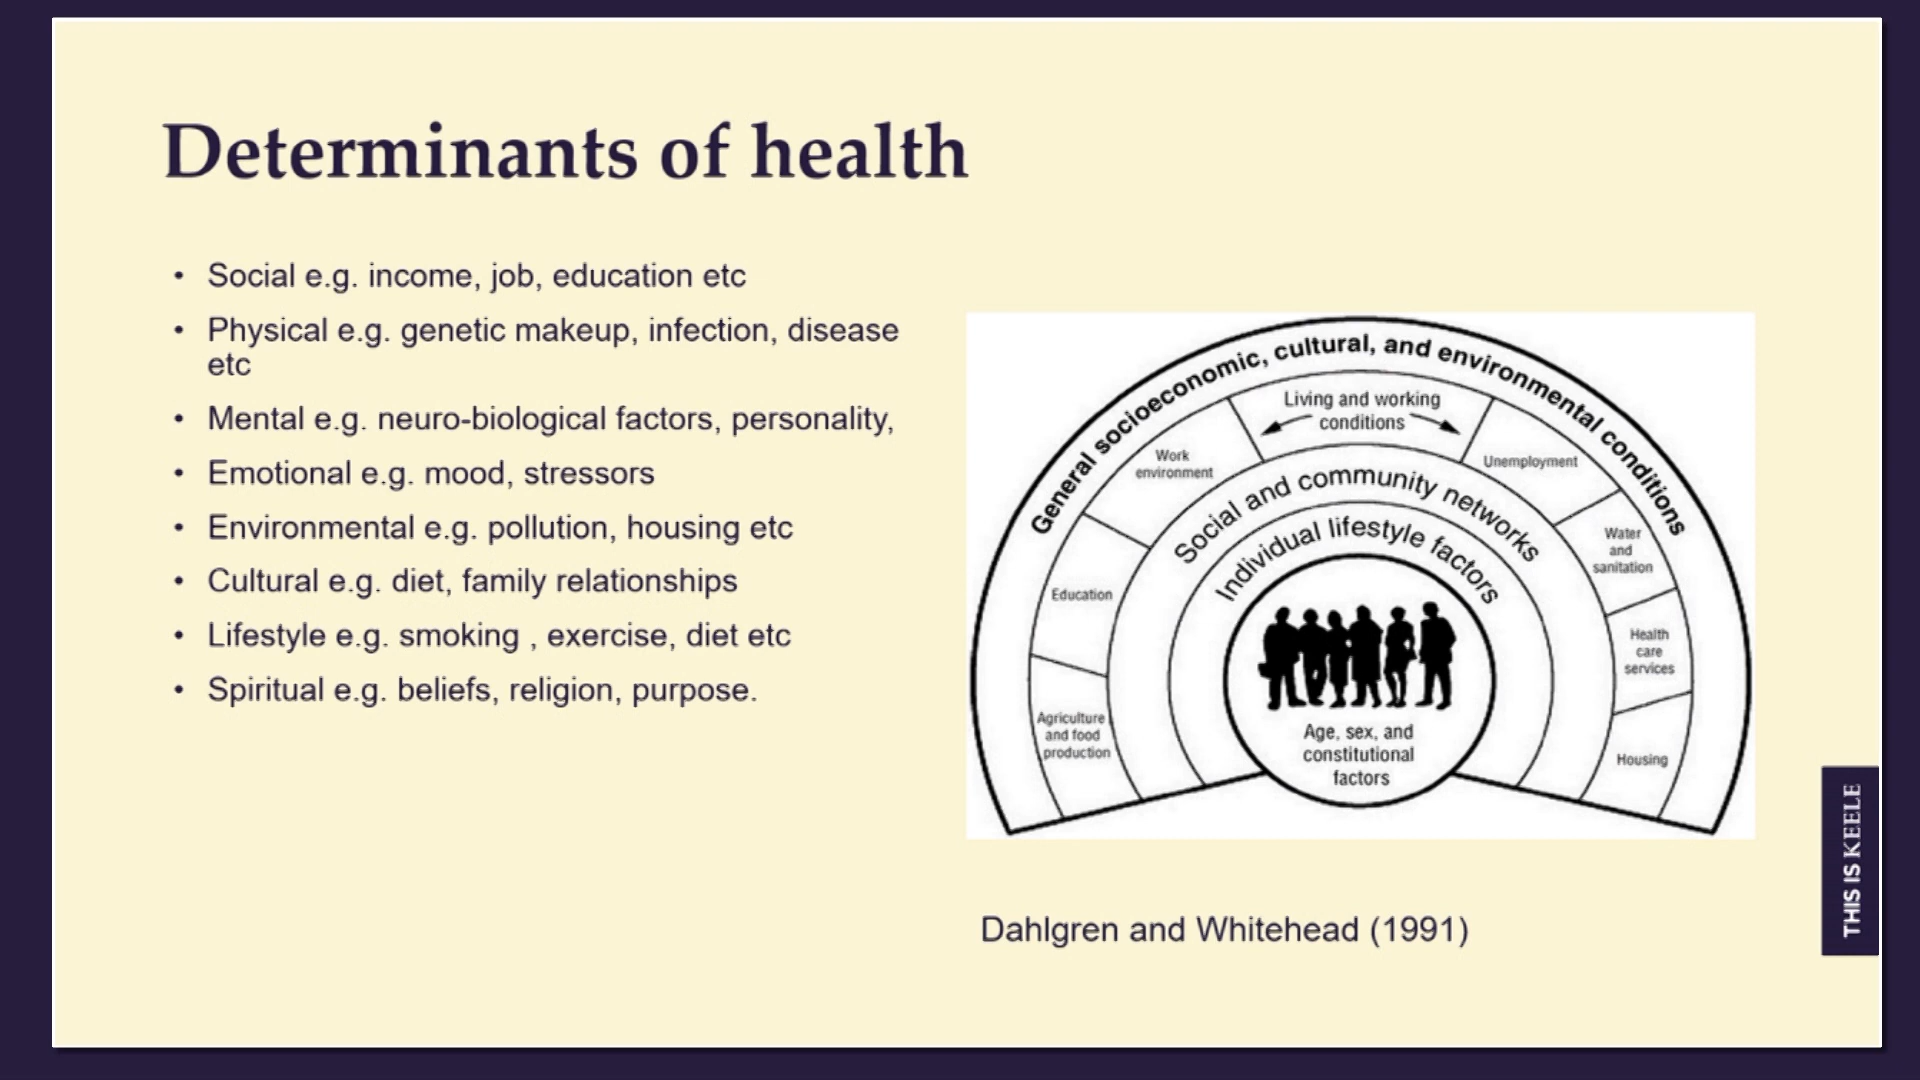 Determinants of health
• Social e.g. income, job, education etc
• Physical e.g. genetic makeup, infection, disease
etc
• Mental e.g. neuro-biological factors, personality,
• Emotional e.g. mood, stressors
• Environmental e.g. pollution, housing etc
• Cultural e.g. diet, family relationships
• Lifestyle e.g. smoking , exercise, diet etc
• Spiritual e.g. beliefs, religion, purpose.
General socioeconomic, cultural, and environmental conditions
Living and working
conditions
Work
environment
Unemployment
Social and community networks
Individual lifestyle factors
Water
and
sanitation
Education
Health
care
services
Agriculture
and food
production
Housing
Age, sex, and
constitutional
factors
Dahlgren and Whitehead (1991)
THIS IS KEELE